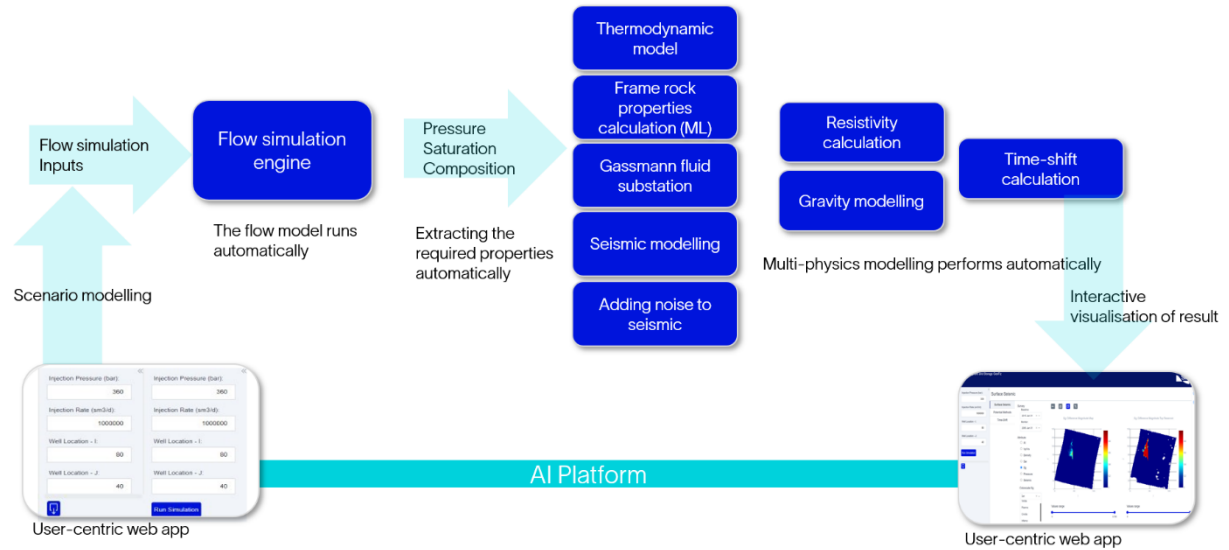 Thermodynamic
model
Frame rock
properties
calculation (ML)
Gassmann fluid
substation
Seismic modelling
Adding noise to
seismic
Flow simulation
Inputs
Flow simulation
engine
The flow model runs
automatically
Pressure
Saturation
Composition
Extracting the
required properties
automatically
Resistivity
calculation
Gravity modelling
Time-shift
calculation
Multi-physics modelling performs automatically
Scenario modelling
Interactive
visualisation of result
Injection Pressure (bar):
360
Injection Rate (sm3/d):
1000000
Well Location - I:
60
Well Location - J:
40
Injection Pressure (bar):
360
Injection Rate (sm3/d):
1000000
Well Location - I:
60
Well Location - J:
40
Run Simulation
User-centric web app
AI Platform
Surface Seismic
User-centric web app